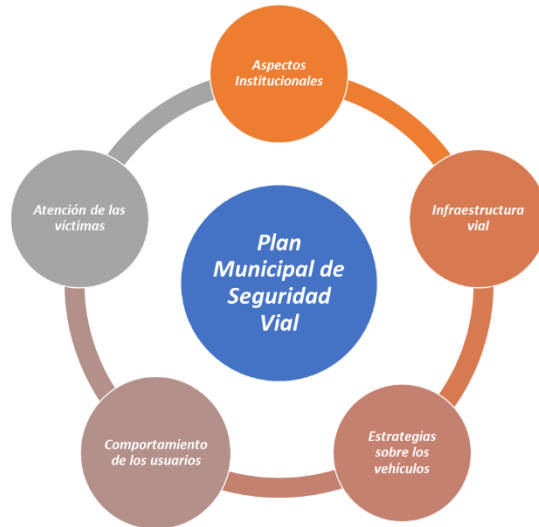 Aspectos
Institucionales
Infraestructura
vial
Estrategias
sobre los
vehículos
Comportamiento
de los usuarios
Atención de las
víctimas
Plan
Municipal de
Seguridad
Vial